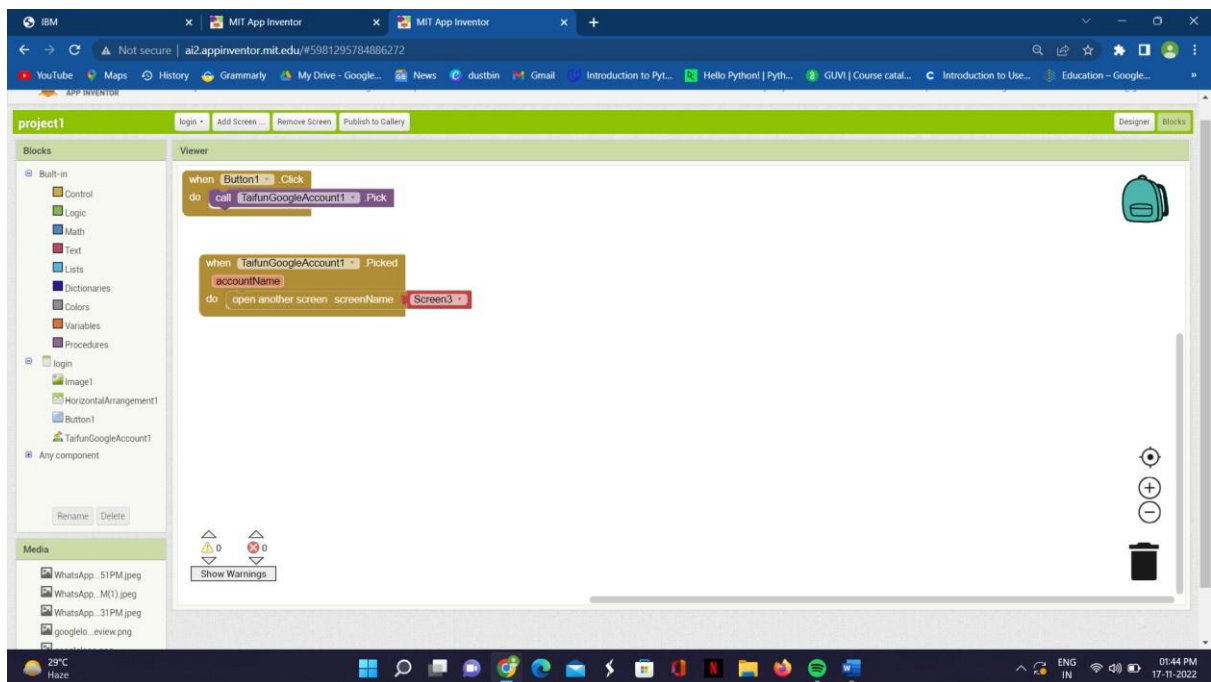 IBM
MIT App Inventor
MIT App Inventor
Not secure | ai2.appinventor.mit.edu/#5981295784886272
YouTube Maps History Grammarly My Drive - Google... News dustbin Gmail Introduction to Pyt... Hello Python! | Pyth... GUVI | Course catal... Introduction to Use... Education – Google... »
APP INVENTOR
project1 login Add Screen ... Remove Screen Publish to Gallery Designer Blocks
Blocks Viewer
Built-in
Control
Logic
Math
Text
Lists
Dictionaries
Colors
Variables
Procedures
login
Image1
HorizontalArrangement1
Button1
TaifunGoogleAccount1
Any component
Rename Delete
when Button1 .Click
do call TaifunGoogleAccount1 .Pick
when TaifunGoogleAccount1 .Picked
accountName
do open another screen screenName Screen3
0 0
Show Warnings
Media
WhatsApp...51PM.jpeg
WhatsApp...M(1).jpeg
WhatsApp...31PM.jpeg
googlelo...eview.png
29°C
Haze
ENG
IN
01:44 PM
17-11-2022